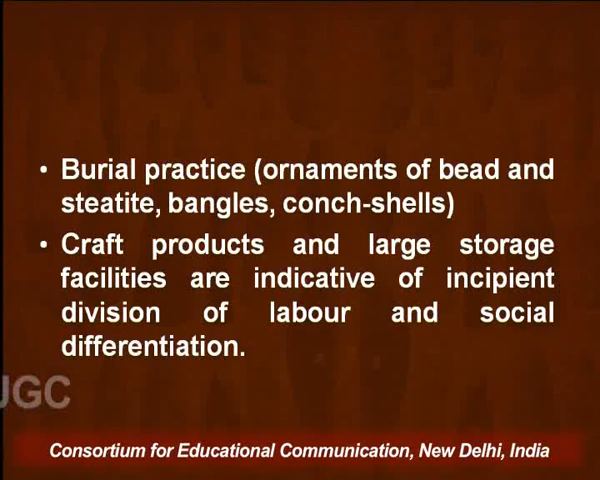 • Burial practice (ornaments of bead and
steatite, bangles, conch-shells)
• Craft products and large storage
facilities are indicative of incipient
division of labour and social
differentiation.
UGC
Consortium for Educational Communication, New Delhi, India